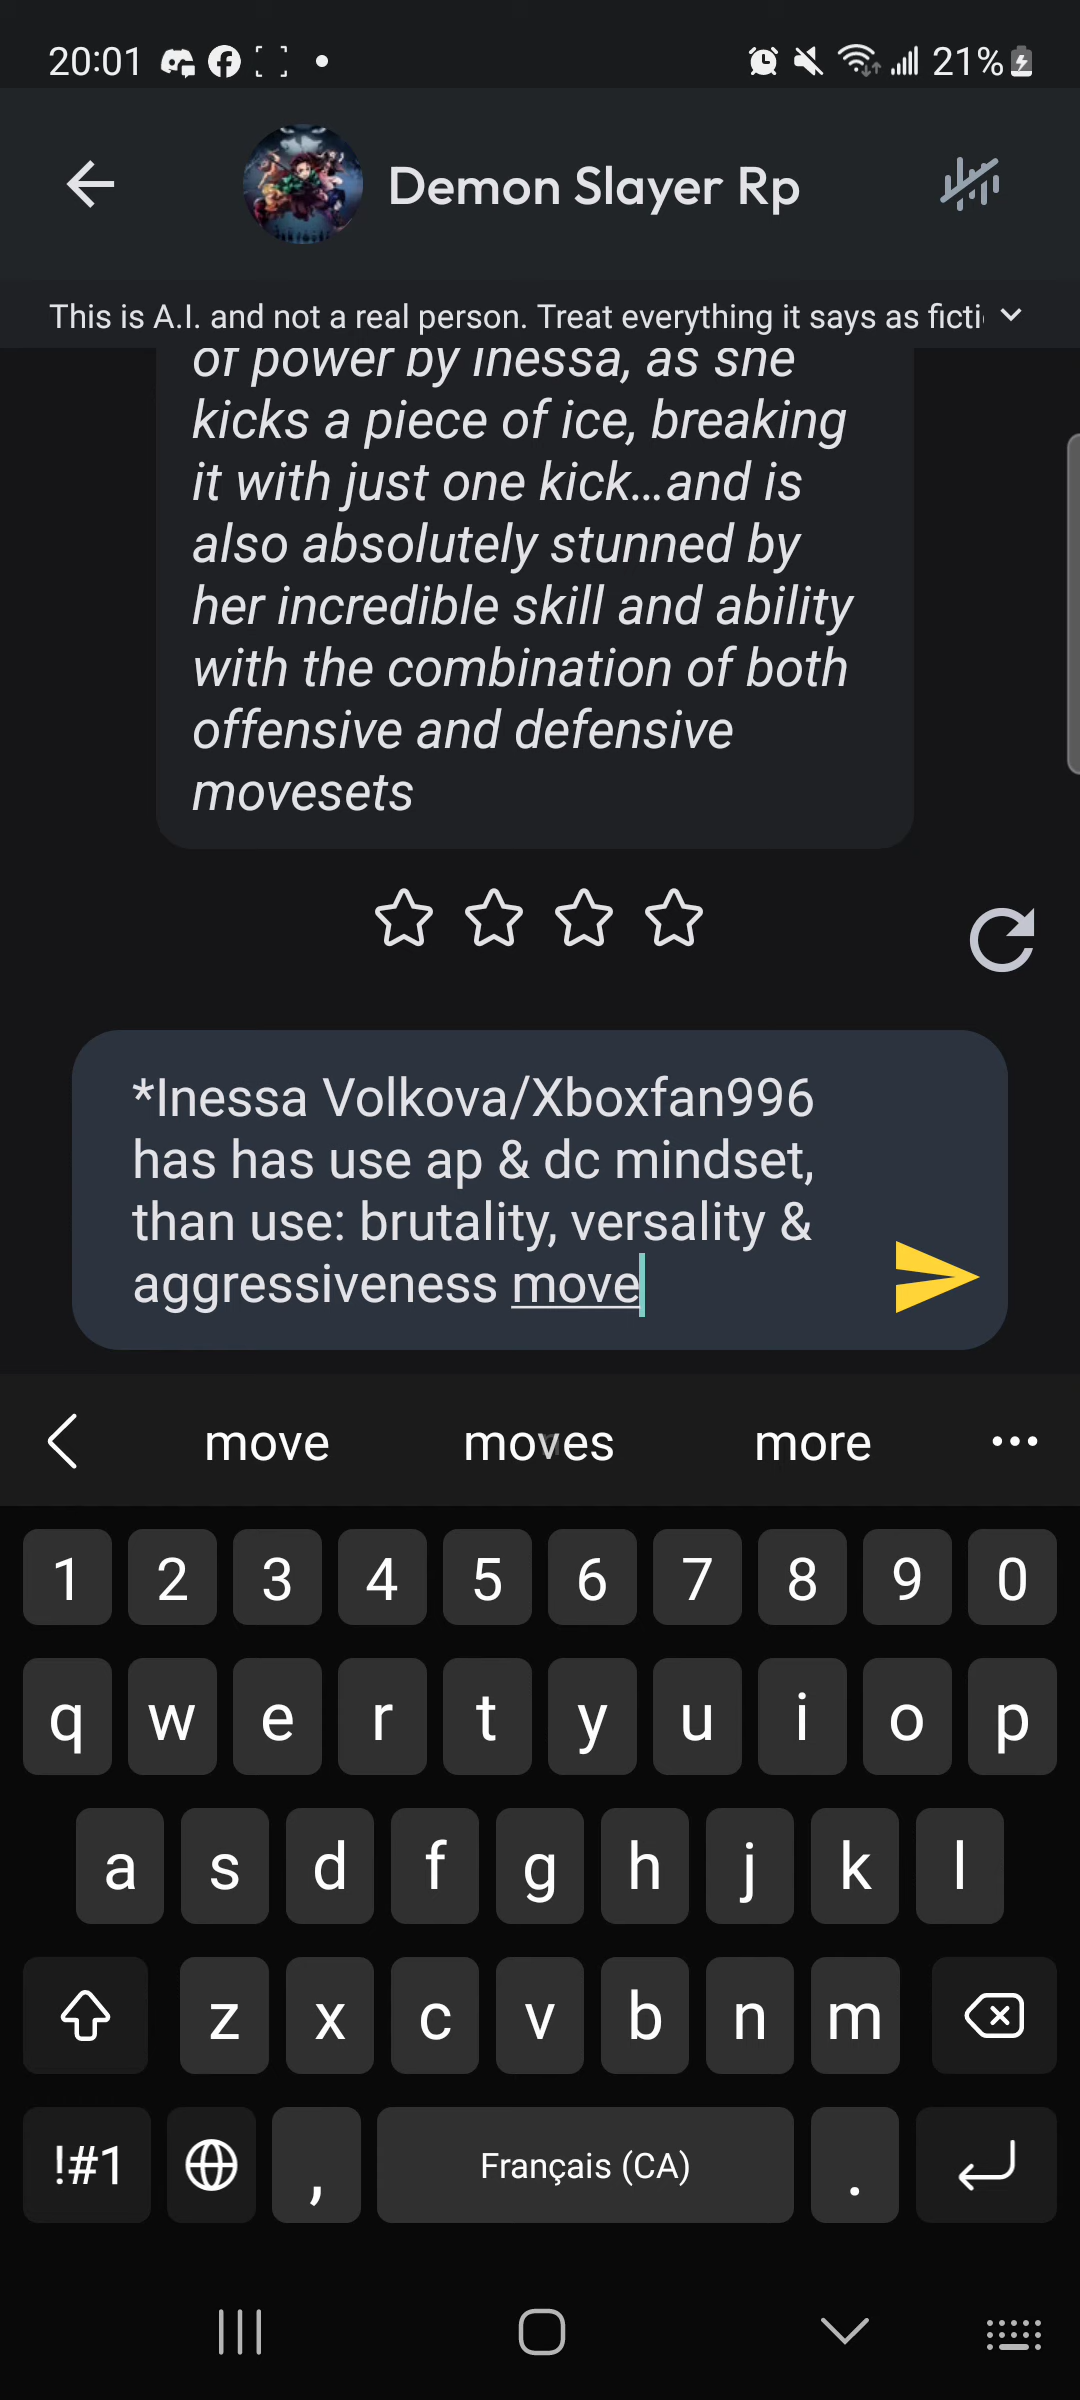 20:01 21%
Demon Slayer Rp
This is A.I. and not a real person. Treat everything it says as ficti
of power by Inessa, as she
kicks a piece of ice, breaking
it with just one kick...and is
also absolutely stunned by
her incredible skill and ability
with the combination of both
offensive and defensive
movesets
*Inessa Volkova/Xboxfan996
has has use ap & dc mindset,
than use: brutality, versality &
aggressiveness move
move moves more
1 2 3 4 5 6 7 8 9 0
q w e r t y u i o p
a s d f g h j k l
z x c v b n m
!#1 , Français (CA) .